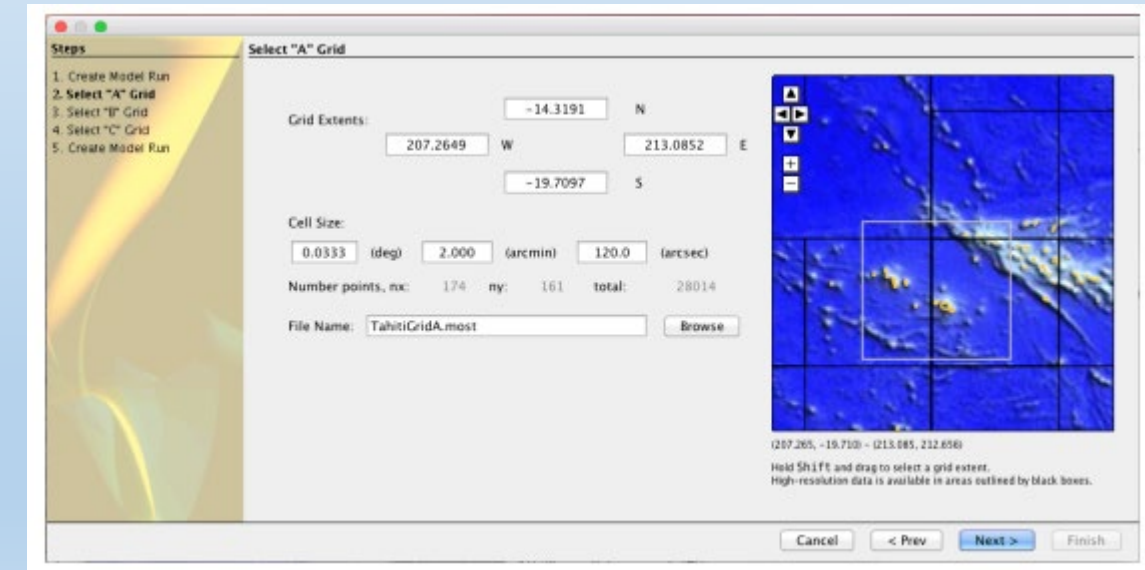 Steps
1. Create Model Run
2. Select "A" Grid
3. Select "B" Grid
4. Select "C" Grid
5. Create Model Run
Select "A" Grid
Grid Extents:
-14.3191 N
207.2649 W 213.0852 E
-19.7097 S
Cell Size:
0.0333 (deg) 2.000 (arcmin) 120.0 (arcsec)
Number points, nx: 174 ny: 161 total: 28014
File Name: TahitiGridA.most Browse
(207.265, -19.710) - (213.085, 212.656)
Hold Shift and drag to select a grid extent.
High-resolution data is available in areas outlined by black boxes.
Cancel < Prev Next > Finish